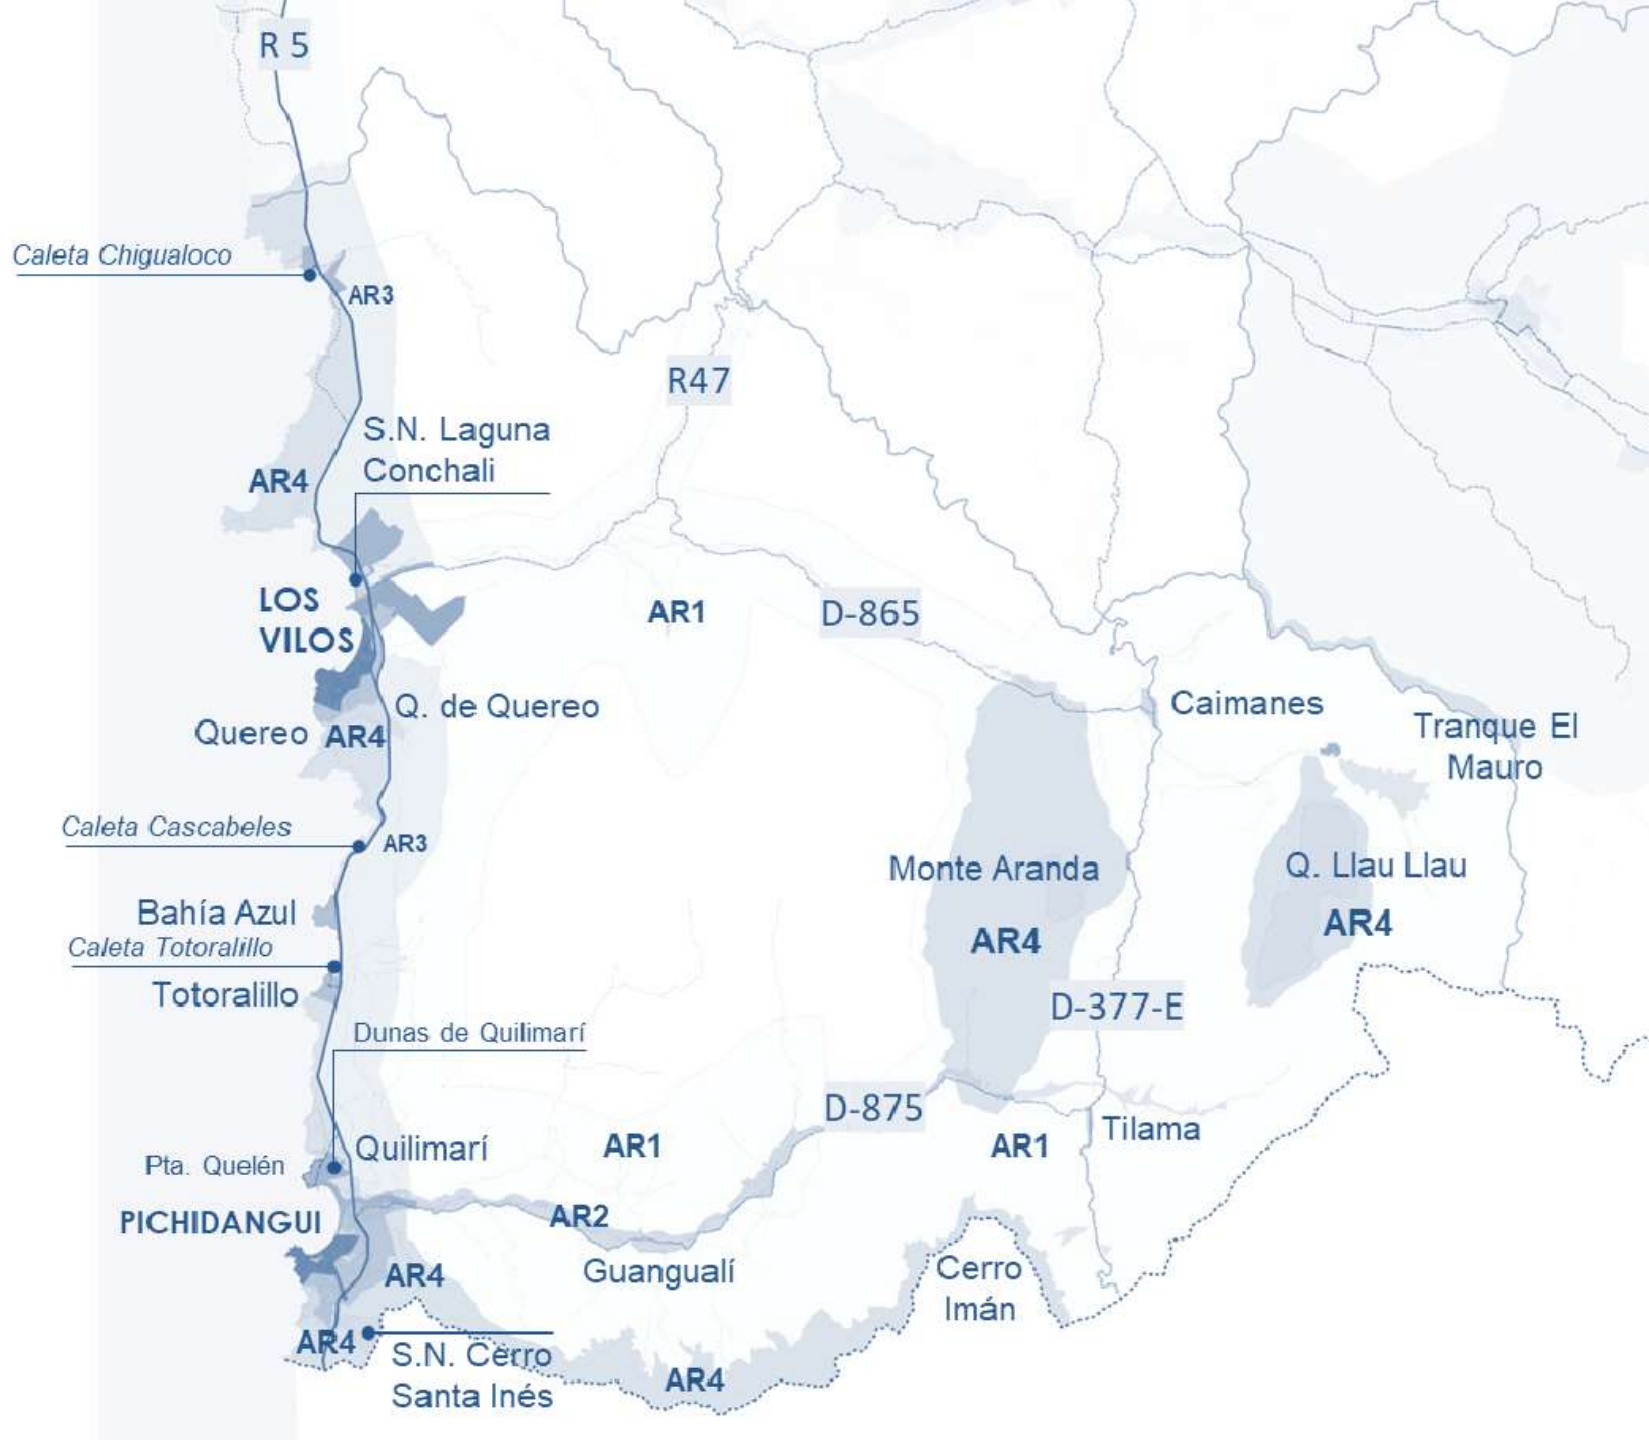 R 5
Caleta Chigualoco
AR3
R47
S.N. Laguna
Conchali
AR4
LOS
VILOS
AR1
D-865
Q. de Quereo
Quereo AR4
Caimanes
Tranque El
Mauro
Caleta Cascabeles
AR3
Monte Aranda
AR4
Q. Llau Llau
AR4
Bahía Azul
Caleta Totoralillo
Totoralillo
D-377-E
Dunas de Quilimarí
D-875
Tilama
Quilimarí
AR1
AR1
Pta. Quelén
PICHIDANGUI
AR2
Guangualí
AR4
Cerro
Imán
AR4
S.N. Cerro
Santa Inés
AR4